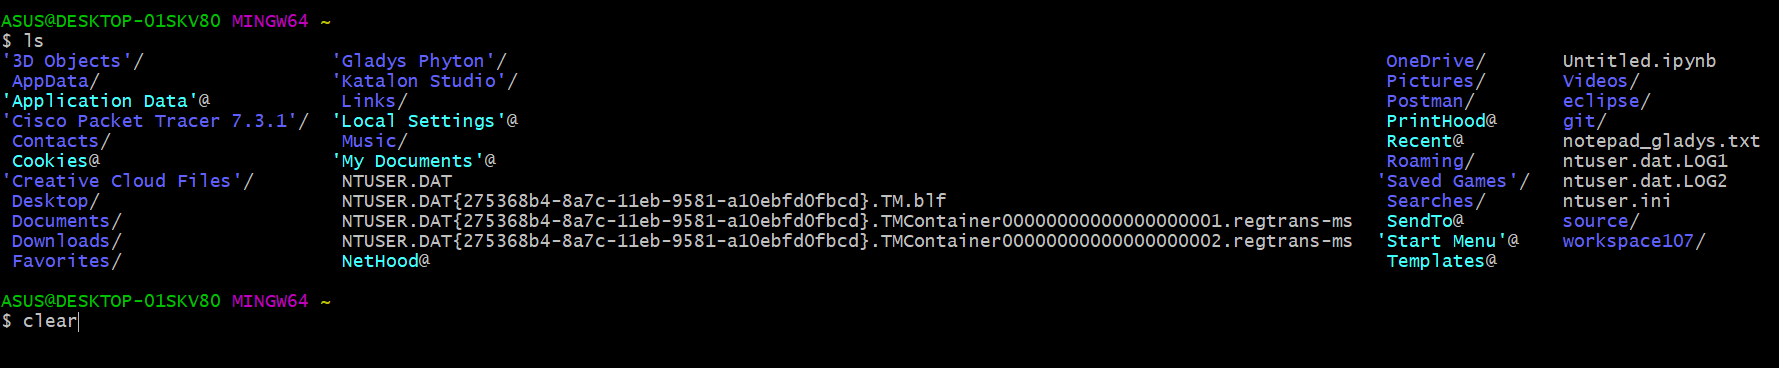 ASUS@DESKTOP-01SKV80 MINGW64 ~
$ ls
'3D Objects'/ 'Gladys Phyton'/ OneDrive/ Untitled.ipynb
AppData/ 'Katalon Studio'/ Pictures/ Videos/
'Application Data'@ Links/ Postman/ eclipse/
'Cisco Packet Tracer 7.3.1'/ 'Local Settings'@ PrintHood@ git/
Contacts/ Music/ Recent@ notepad_gladys.txt
Cookies@ 'My Documents'@ Roaming/ ntuser.dat.LOG1
'Creative Cloud Files'/ NTUSER.DAT 'Saved Games'/ ntuser.dat.LOG2
Desktop/ NTUSER.DAT{275368b4-8a7c-11eb-9581-a10ebfd0fbcd}.TM.blf Searches/ ntuser.ini
Documents/ NTUSER.DAT{275368b4-8a7c-11eb-9581-a10ebfd0fbcd}.TMContainer00000000000000000001.regtrans-ms SendTo@ source/
Downloads/ NTUSER.DAT{275368b4-8a7c-11eb-9581-a10ebfd0fbcd}.TMContainer00000000000000000002.regtrans-ms 'Start Menu'@ workspace107/
Favorites/ NetHood@ Templates@
ASUS@DESKTOP-01SKV80 MINGW64 ~
$ clear